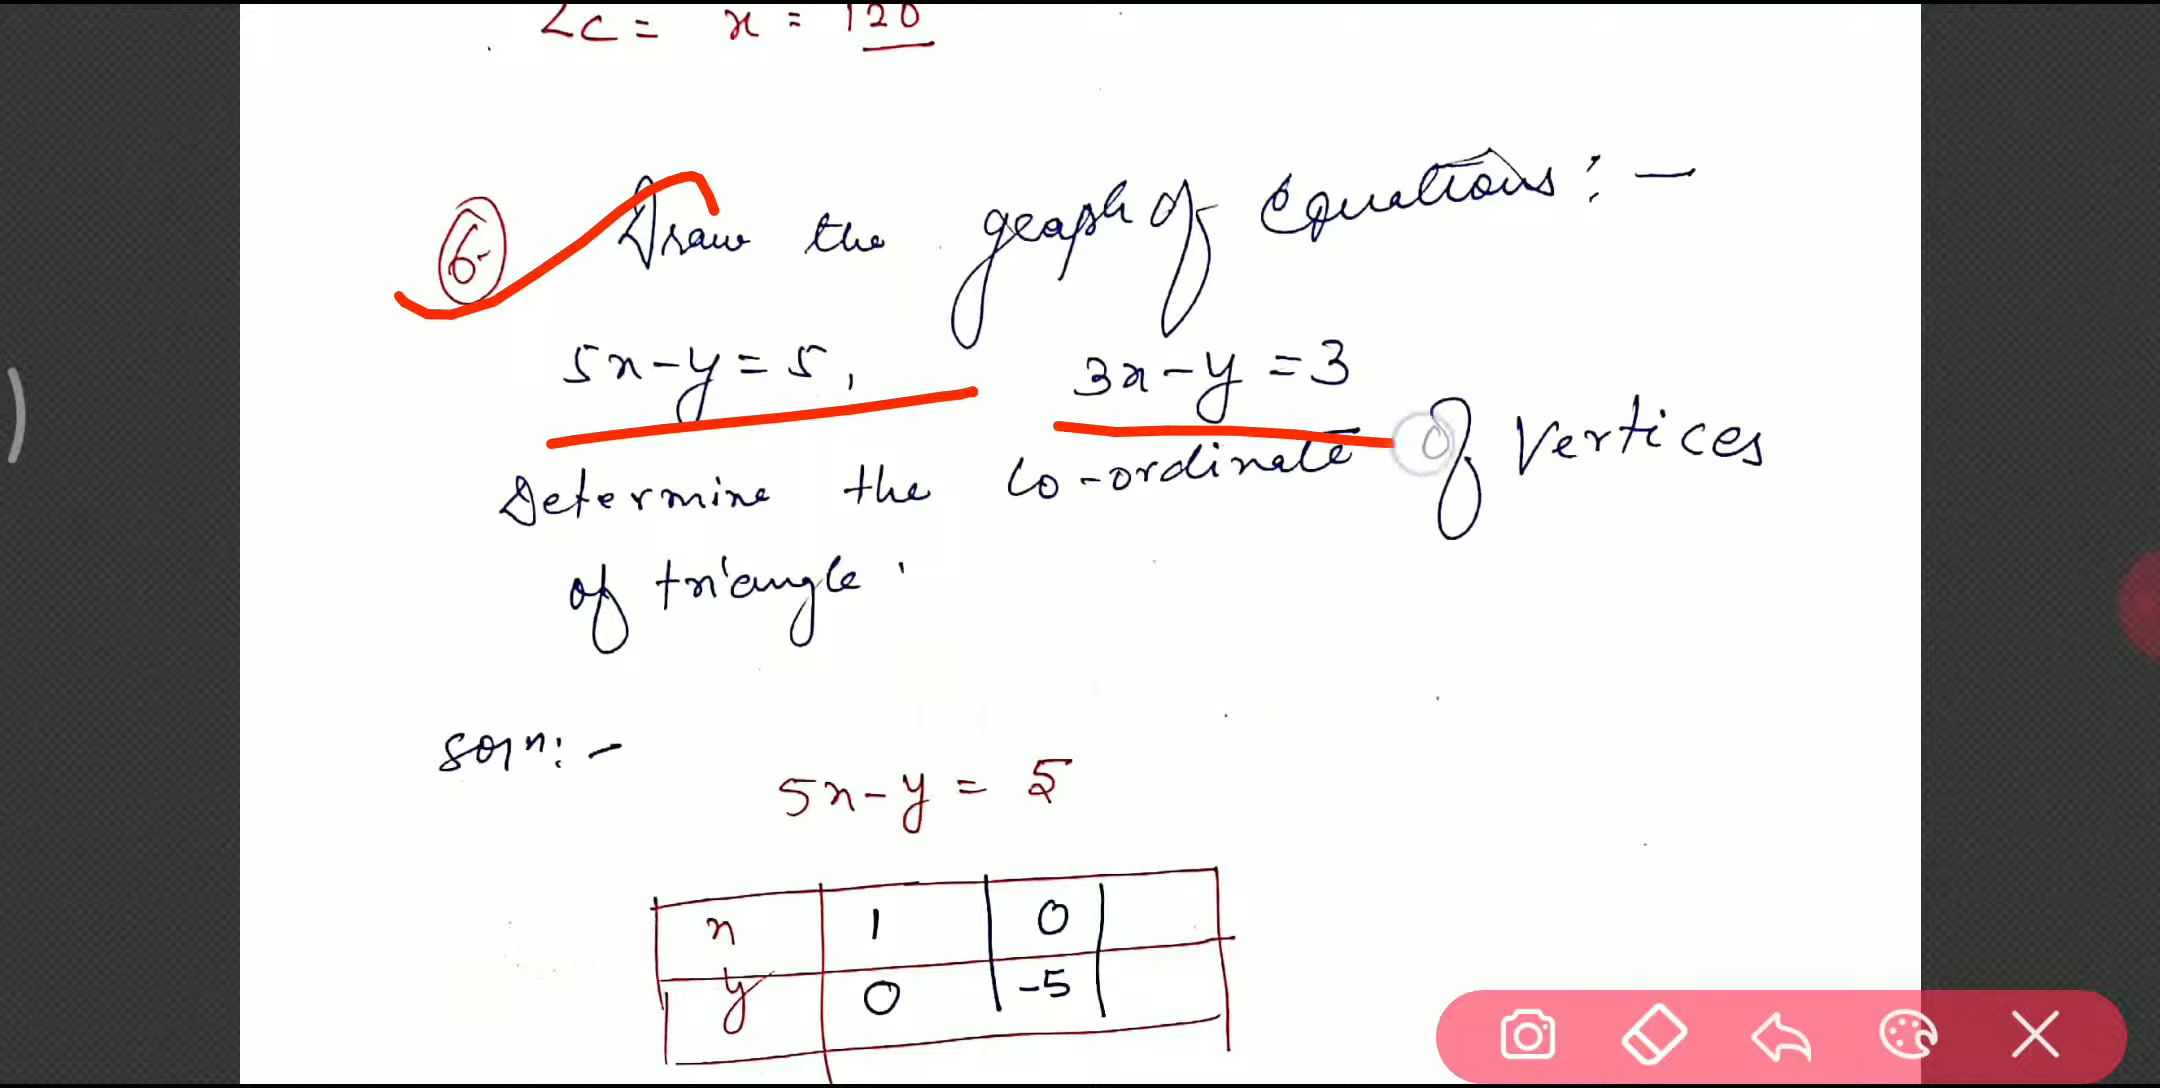 ∠C = x = 120
6. Draw the geaph of Equations :-
5x-y=5, 3x-y=3
Determine the Co-ordinate of Vertices
of triangle.
Soln:-
5x-y = 5
x 1 0
y 0 -5